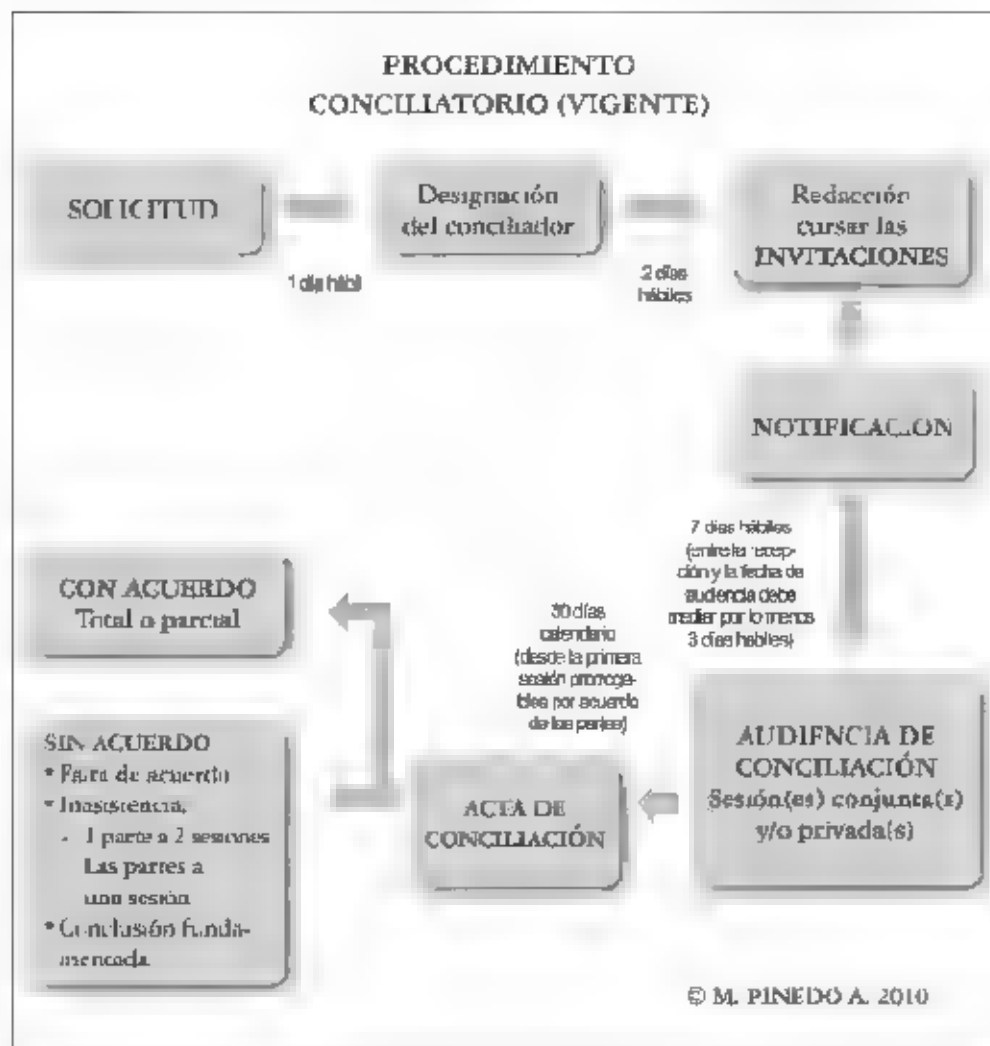 PROCEDIMIENTO
CONCILIATORIO (VIGENTE)
SOLICITUD
1 día hábil
Designación
del conciliador
2 días
hábiles
Redacción
cursar las
INVITACIONES
NOTIFICACION
7 días hábiles
(entre la recep-
ción y la fecha de
audiencia debe
mediar por lo menos
3 días hábiles)
AUDIENCIA DE
CONCILIACIÓN
Sesión(es) conjunta(s)
y/o privada(s)
30 días
calendario
(desde la primera
sesión prorroga-
bles por acuerdo
de las partes)
ACTA DE
CONCILIACIÓN
CON ACUERDO
Total o parcial
SIN ACUERDO
• Falta de acuerdo
• Inasistencia
- 1 parte a 2 sesiones
Las partes a
una sesión
• Conclusión funda-
mentada
© M. PINEDO A. 2010